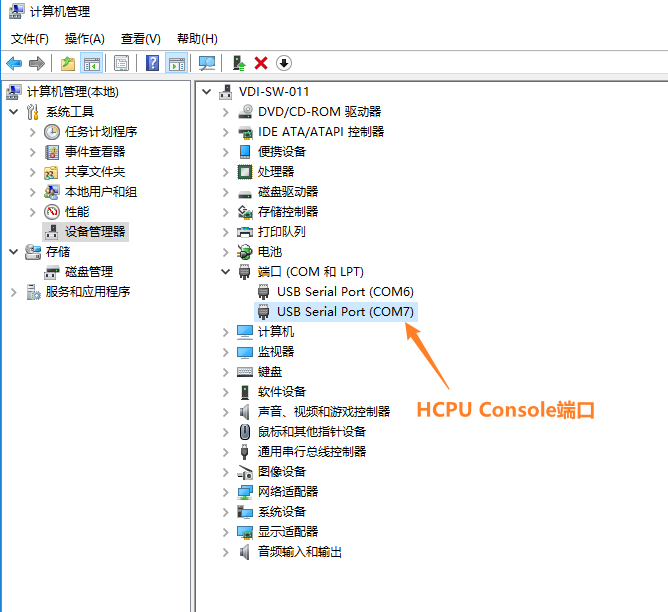 计算机管理
文件(F) 操作(A) 查看(V) 帮助(H)
计算机管理(本地)
系统工具
任务计划程序
事件查看器
共享文件夹
本地用户和组
性能
设备管理器
存储
磁盘管理
服务和应用程序
VDI-SW-011
DVD/CD-ROM 驱动器
IDE ATA/ATAPI 控制器
便携设备
处理器
磁盘驱动器
存储控制器
打印队列
电池
端口 (COM 和 LPT)
USB Serial Port (COM6)
USB Serial Port (COM7)
计算机
监视器
键盘
软件设备
声音、视频和游戏控制器
鼠标和其他指针设备
通用串行总线控制器
图像设备
网络适配器
系统设备
显示适配器
音频输入和输出
HCPU Console端口